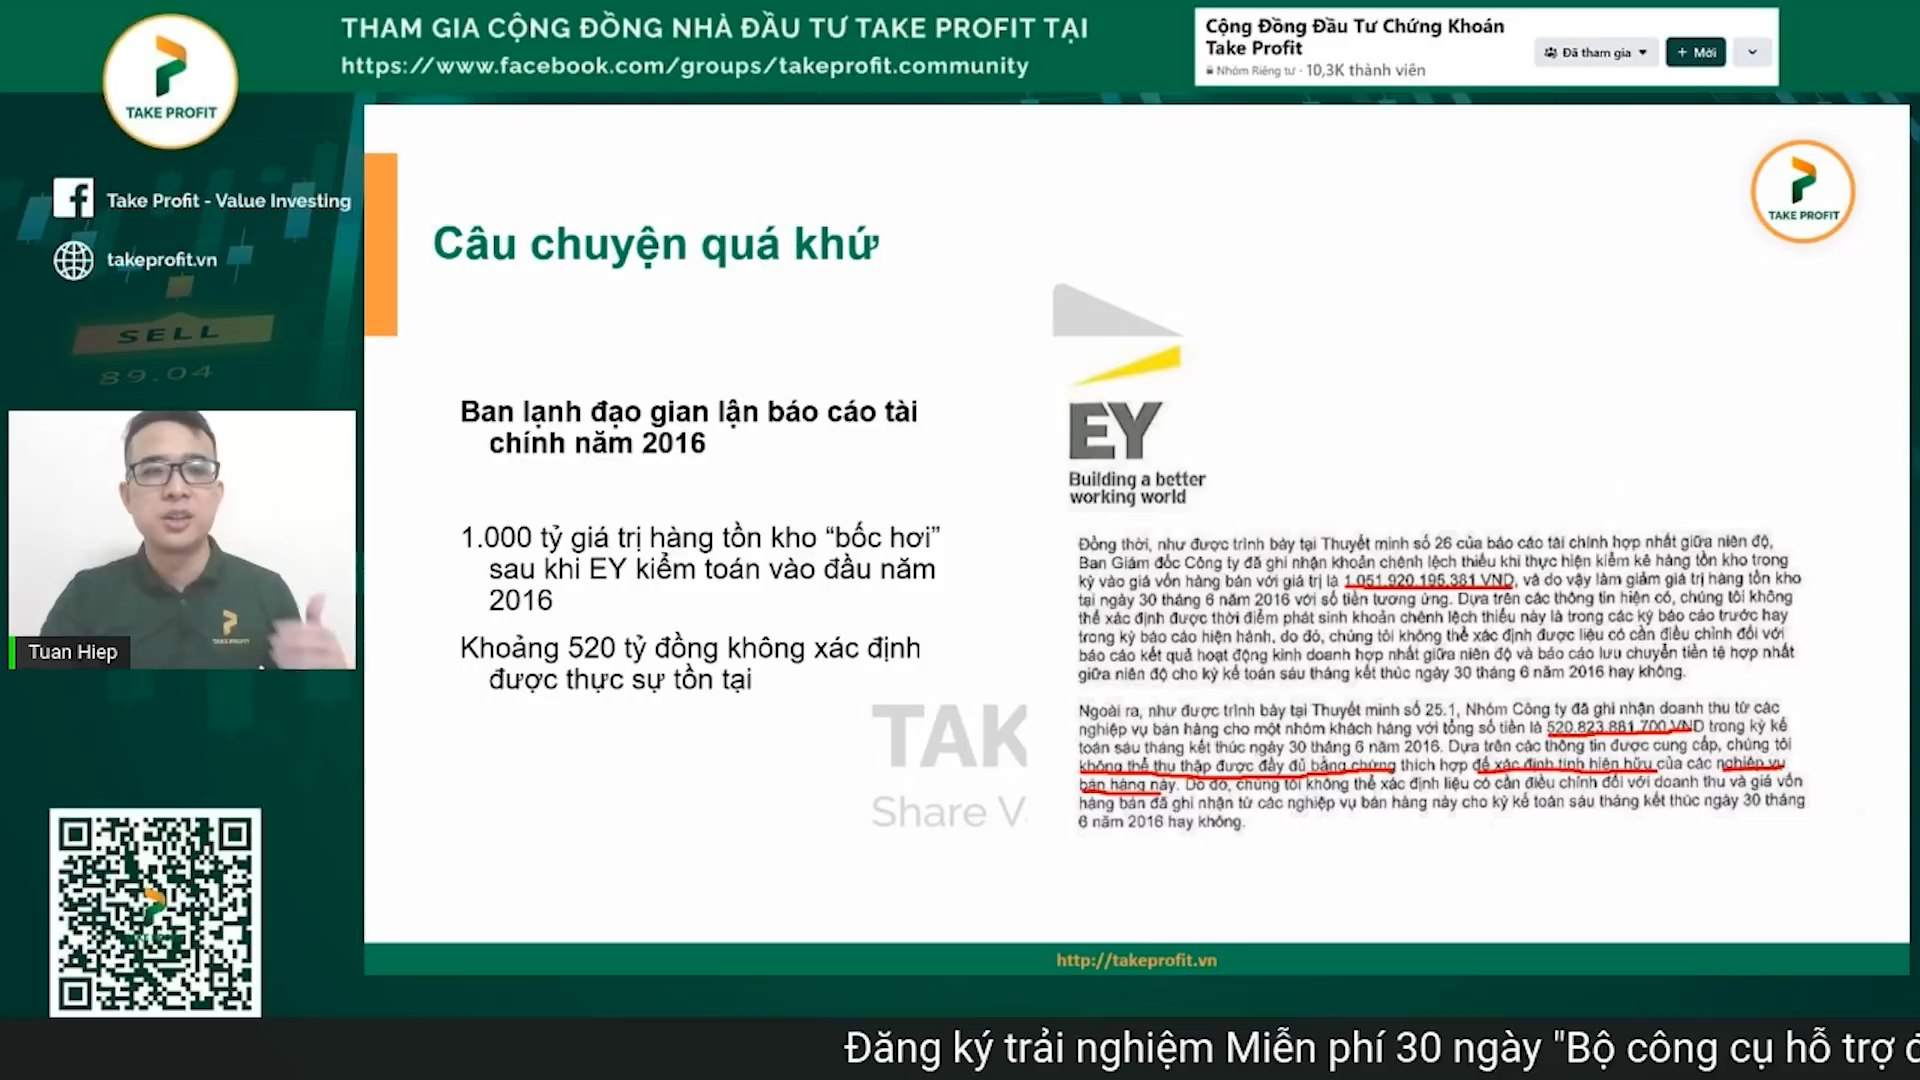 THAM GIA CỘNG ĐỒNG NHÀ ĐẦU TƯ TAKE PROFIT TẠI
https://www.facebook.com/groups/takeprofit.community
Cộng Đồng Đầu Tư Chứng Khoán
Take Profit
Nhóm Riêng tư · 10,3K thành viên
Đã tham gia
+ Mời
TAKE PROFIT
Take Profit - Value Investing
takeprofit.vn
SELL
89.04
Tuan Hiep
TAKE PROFIT
Câu chuyện quá khứ
Ban lạnh đạo gian lận báo cáo tài
chính năm 2016
1.000 tỷ giá trị hàng tồn kho “bốc hơi”
sau khi EY kiểm toán vào đầu năm
2016
Khoảng 520 tỷ đồng không xác định
được thực sự tồn tại
TAK
Share V
EY
Building a better
working world
Đồng thời, như được trình bày tại Thuyết minh số 26 của báo cáo tài chính hợp nhất giữa niên độ,
Ban Giám đốc Công ty đã ghi nhận khoản chênh lệch thiếu khi thực hiện kiểm kê hàng tồn kho trong
kỳ vào giá vốn hàng bán với giá trị là 1.051.920.195.381 VND, và do vậy làm giảm giá trị hàng tồn kho
tại ngày 30 tháng 6 năm 2016 với số tiền tương ứng. Dựa trên các thông tin hiện có, chúng tôi không
thể xác định được thời điểm phát sinh khoản chênh lệch thiếu này là trong các kỳ báo cáo trước hay
trong kỳ báo cáo hiện hành, do đó, chúng tôi không thể xác định được liệu có cần điều chỉnh đối với
báo cáo kết quả hoạt động kinh doanh hợp nhất giữa niên độ và báo cáo lưu chuyển tiền tệ hợp nhất
giữa niên độ cho kỳ kế toán sáu tháng kết thúc ngày 30 tháng 6 năm 2016 hay không.
Ngoài ra, như được trình bày tại Thuyết minh số 25.1, Nhóm Công ty đã ghi nhận doanh thu từ các
nghiệp vụ bán hàng cho một nhóm khách hàng với tổng số tiền là 520.823.881.700 VND trong kỳ kế
toán sáu tháng kết thúc ngày 30 tháng 6 năm 2016. Dựa trên các thông tin được cung cấp, chúng tôi
không thể thu thập được đầy đủ bằng chứng thích hợp để xác định tính hiện hữu của các nghiệp vụ
bán hàng này. Do đó, chúng tôi không thể xác định liệu có cần điều chỉnh đối với doanh thu và giá vốn
hàng bán đã ghi nhận từ các nghiệp vụ bán hàng này cho kỳ kế toán sáu tháng kết thúc ngày 30 tháng
6 năm 2016 hay không.
http://takeprofit.vn
Đăng ký trải nghiệm Miễn phí 30 ngày "Bộ công cụ hỗ trợ